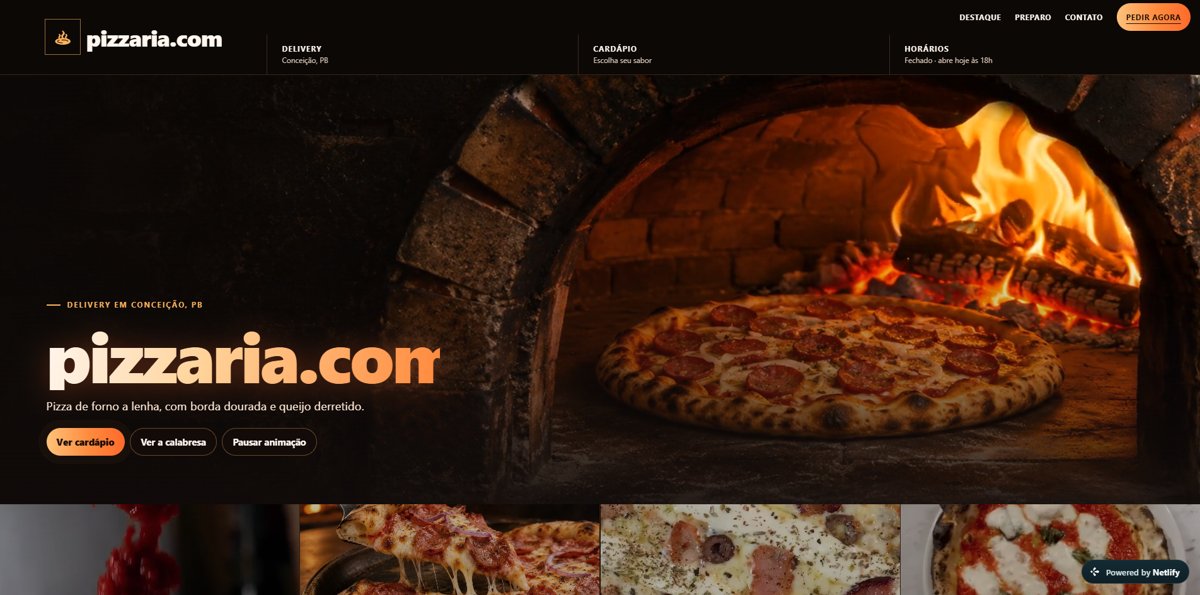 pizzaria.com
DESTAQUE PREPARO CONTATO PEDIR AGORA
DELIVERY
Conceição, PB
CARDÁPIO
Escolha seu sabor
HORÁRIOS
Fechado - abre hoje às 18h
DELIVERY EM CONCEIÇÃO, PB
pizzaria.com
Pizza de forno a lenha, com borda dourada e queijo derretido.
Ver cardápio Ver a calabresa Pausar animação
Powered by Netlify